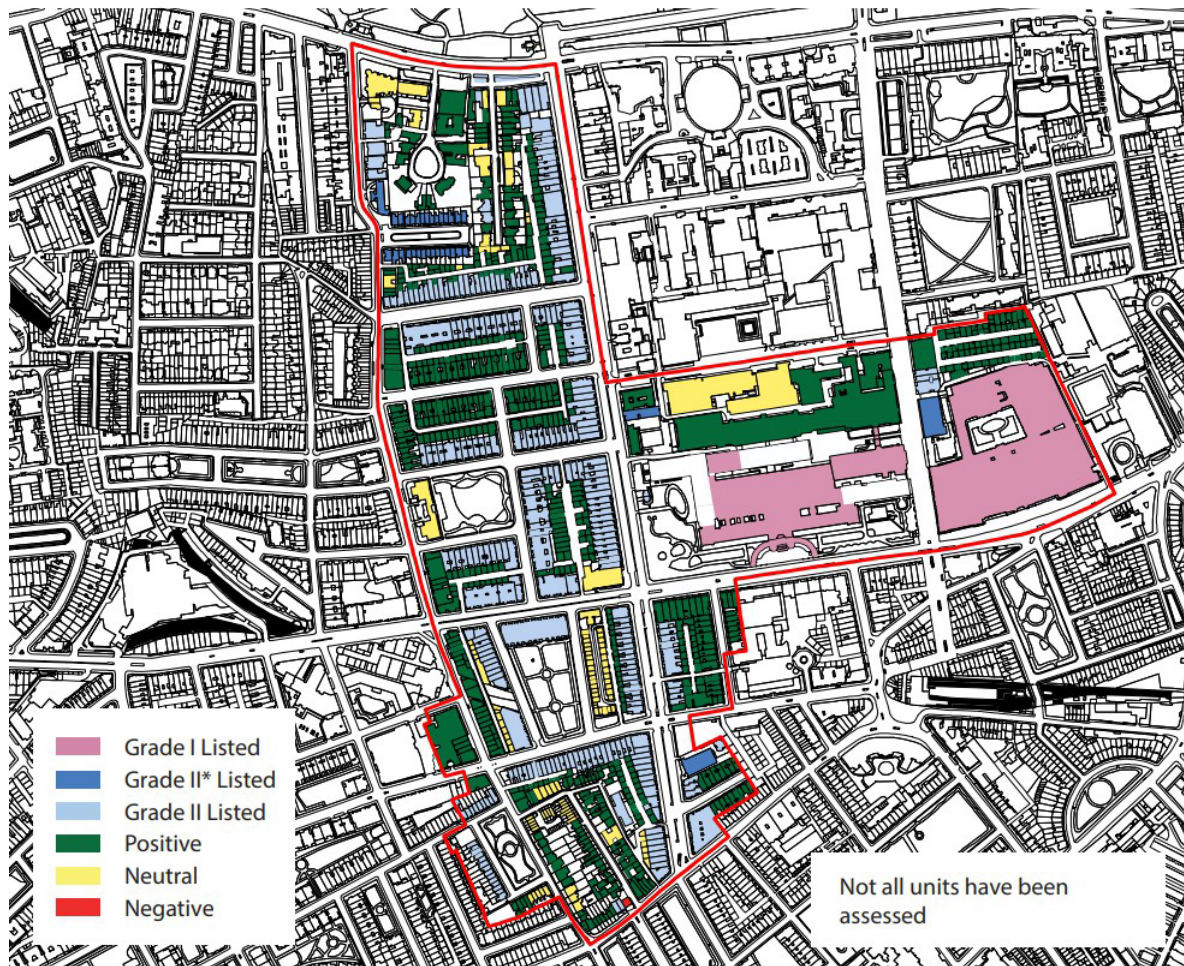 Grade I Listed
Grade II* Listed
Grade II Listed
Positive
Neutral
Negative
Not all units have been
assessed